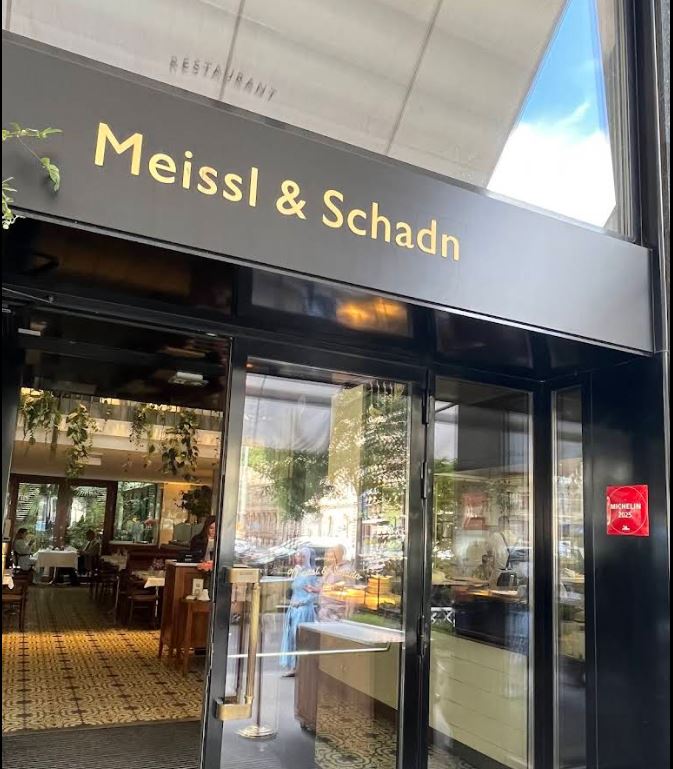 RESTAURANT
Meissl & Schadn
MICHELIN
2025